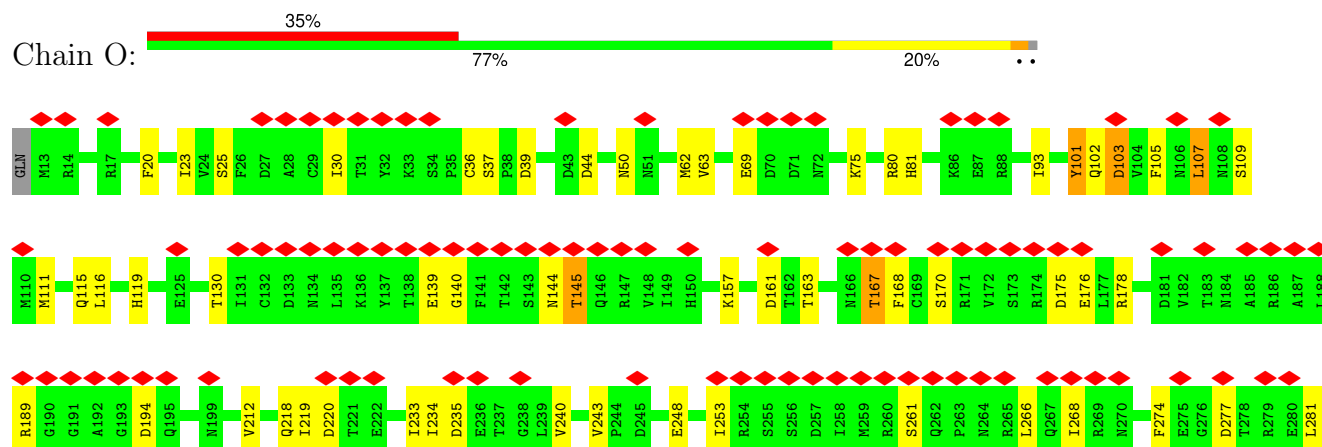 35%
Chain O:
77% 20% ••
GLN M13 R14 R17 F20 I23 V24 S25 F26 D27 A28 C29 I30 T31 Y32 K33 S34 P35 C36 S37 P38 D39 D43 D44 N50 N51 M62 V63 E69 D70 D71 N72 K75 R80 H81 K86 E87 R88 I93 Y101 Q102 D103 V104 F105 N106 L107 N108 S109
M110 M111 Q115 L116 H119 E125 T130 I131 C132 D133 N134 L135 K136 Y137 T138 E139 G140 F141 T142 S143 N144 T145 Q146 R147 V148 I149 H150 K157 D161 T162 T163 N166 T167 F168 C169 S170 R171 V172 S173 R174 D175 E176 L177 R178 D181 V182 T183 N184 A185 R186 A187 L188
R189 G190 G191 A192 G193 D194 Q195 N199 V212 Q218 I219 D220 T221 E222 I233 I234 D235 E236 T237 G238 L239 V240 V243 P244 D245 E248 I253 R254 S255 S256 D257 I258 M259 R260 S261 Q262 P263 N264 R265 L266 Q267 I268 R269 N270 F274 E275 G276 D277 T278 R279 E280 L281